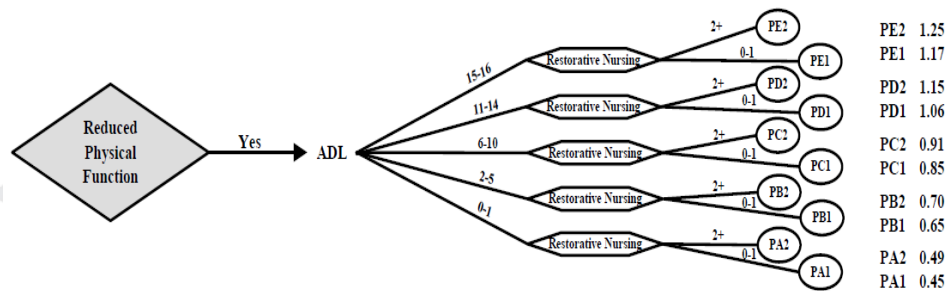 Reduced
Physical
Function
Yes
ADL
15-16
Restorative Nursing
2+
PE2
0-1
PE1
11-14
Restorative Nursing
2+
PD2
0-1
PD1
6-10
Restorative Nursing
2+
PC2
0-1
PC1
2-5
Restorative Nursing
2+
PB2
0-1
PB1
0-1
Restorative Nursing
2+
PA2
0-1
PA1
PE2 1.25
PE1 1.17
PD2 1.15
PD1 1.06
PC2 0.91
PC1 0.85
PB2 0.70
PB1 0.65
PA2 0.49
PA1 0.45